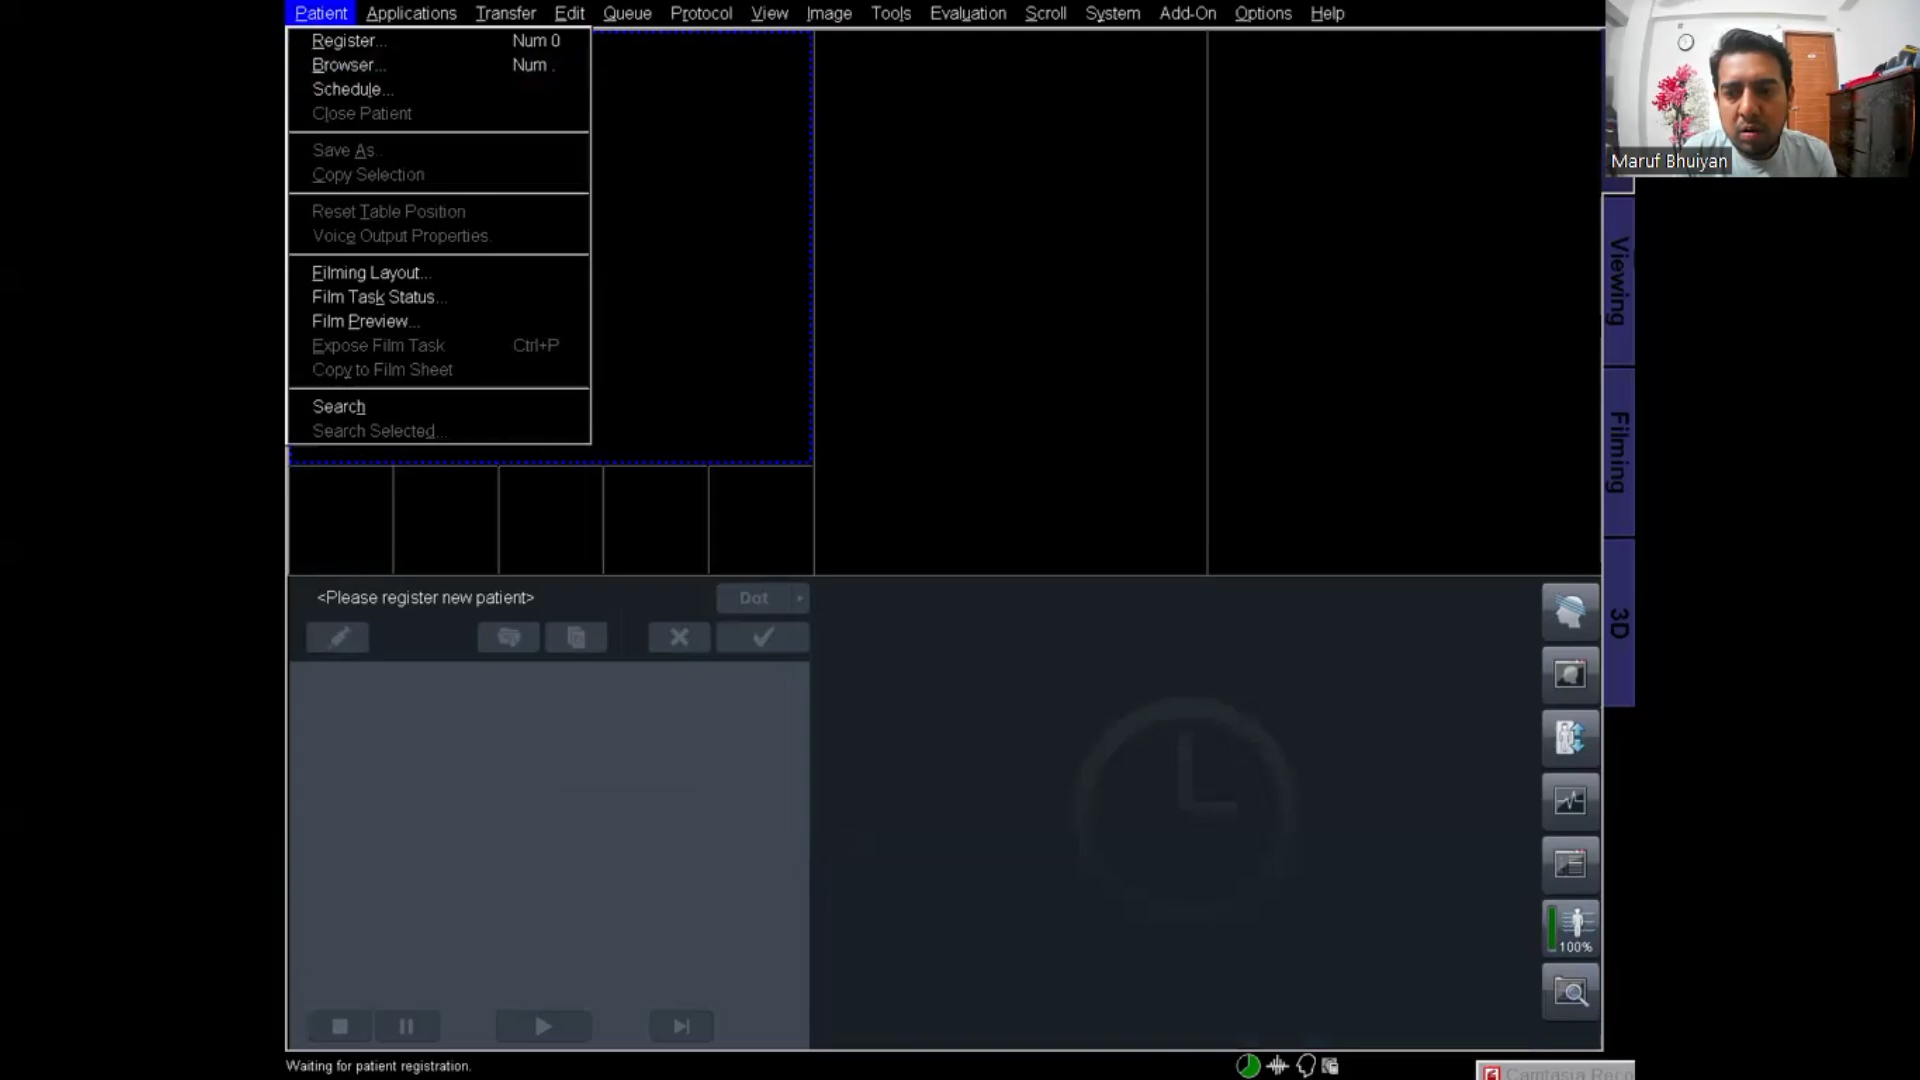 Patient Applications Transfer Edit Queue Protocol View Image Tools Evaluation Scroll System Add-On Options Help
Register... Num 0
Browser... Num .
Schedule...
Close Patient
Save As..
Copy Selection
Reset Table Position
Voice Output Properties.
Filming Layout...
Film Task Status...
Film Preview...
Expose Film Task Ctrl+P
Copy to Film Sheet
Search
Search Selected...
Maruf Bhuiyan
Viewing
Filming
3D
<Please register new patient>
Dot
100%
Waiting for patient registration.
Camtasia Reco